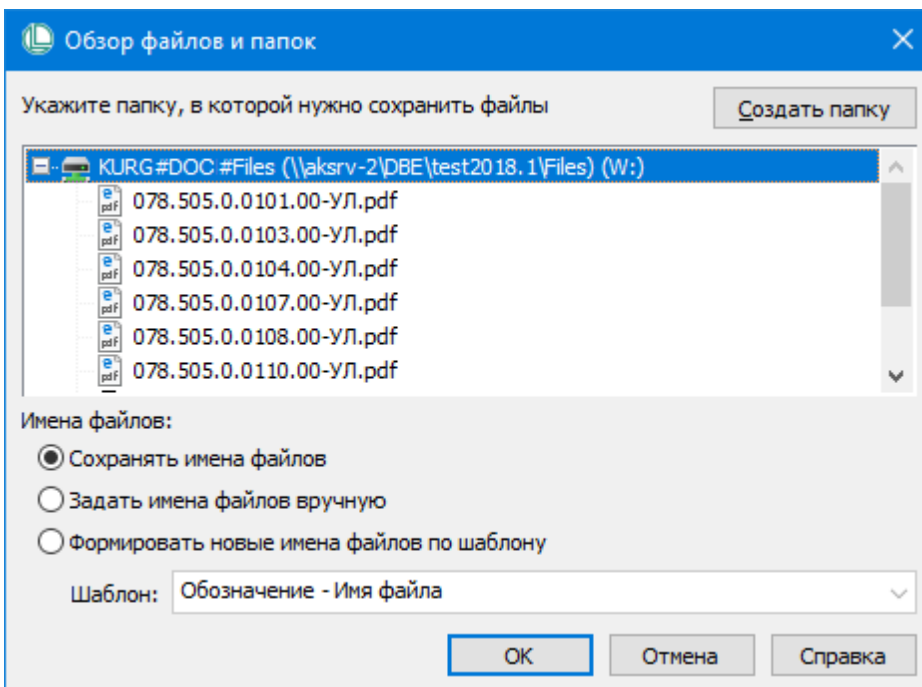 Обзор файлов и папок
Укажите папку, в которой нужно сохранить файлы
Создать папку
KURG#DOC#Files (\\aksrv-2\DBE\test2018.1\Files) (W:)
078.505.0.0101.00-УЛ.pdf
078.505.0.0103.00-УЛ.pdf
078.505.0.0104.00-УЛ.pdf
078.505.0.0107.00-УЛ.pdf
078.505.0.0108.00-УЛ.pdf
078.505.0.0110.00-УЛ.pdf
Имена файлов:
Сохранять имена файлов
Задать имена файлов вручную
Формировать новые имена файлов по шаблону
Шаблон: Обозначение - Имя файла
ОК Отмена Справка